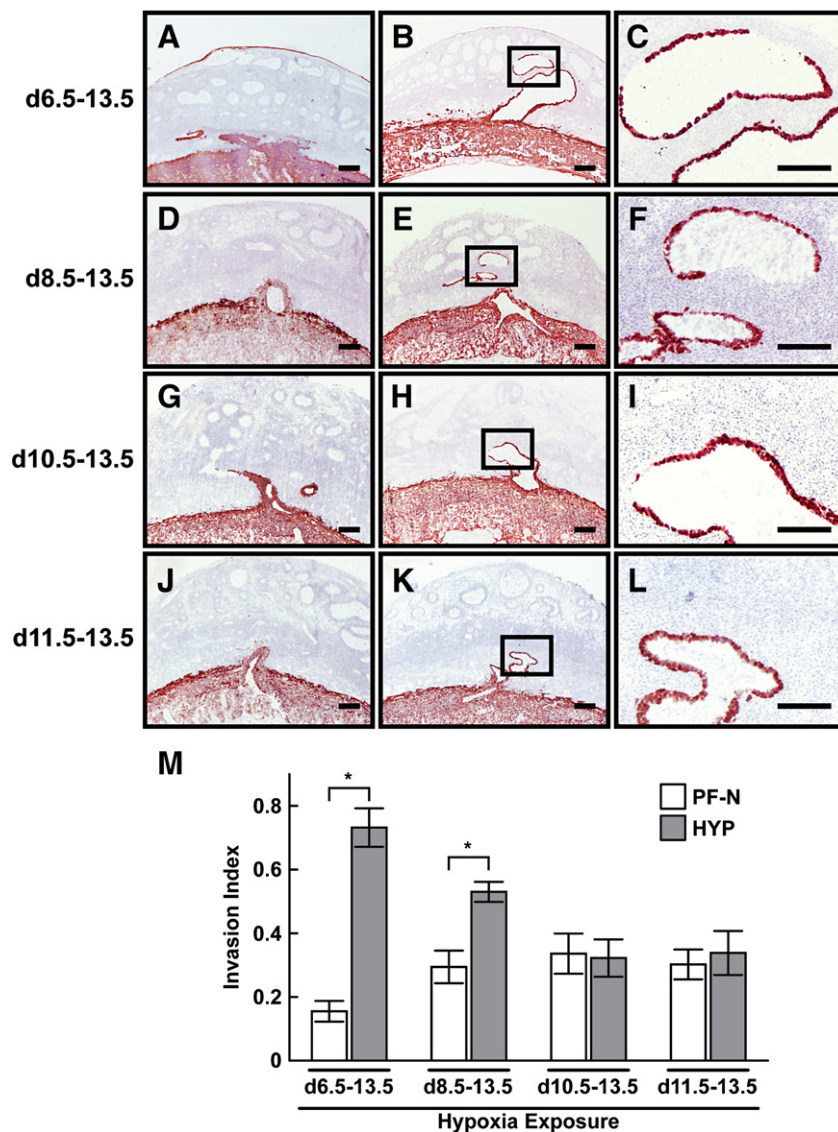 A B C
d6.5-13.5
D E F
d8.5-13.5
G H I
d10.5-13.5
J K L
d11.5-13.5
M
* PF-N
HYP
*
0.8
0.6
0.4
0.2
0
Invasion Index
d6.5-13.5 d8.5-13.5 d10.5-13.5 d11.5-13.5
Hypoxia Exposure